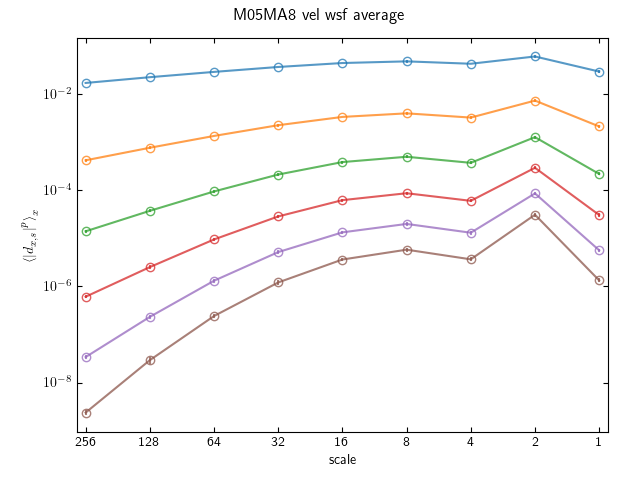 M05MA8 vel wsf average
⟨|d_{x,s}|^p⟩_x
10^{-2}
10^{-4}
10^{-6}
10^{-8}
256 128 64 32 16 8 4 2 1
scale